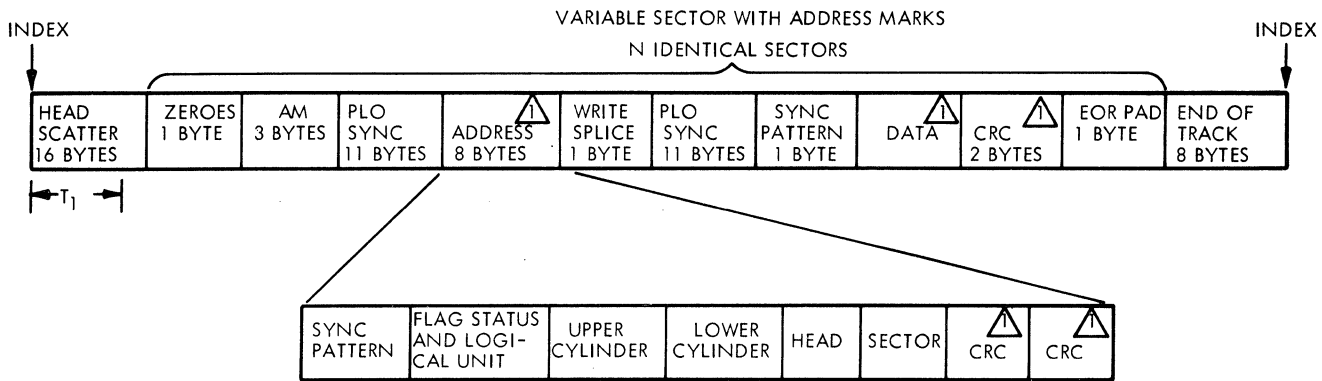 VARIABLE SECTOR WITH ADDRESS MARKS
INDEX
INDEX
N IDENTICAL SECTORS
HEAD
SCATTER
16 BYTES
ZEROES
1 BYTE
AM
3 BYTES
PLO
SYNC
11 BYTES
1
ADDRESS
8 BYTES
WRITE
SPLICE
1 BYTE
PLO
SYNC
11 BYTES
SYNC
PATTERN
1 BYTE
1
DATA
1
CRC
2 BYTES
EOR PAD
1 BYTE
END OF
TRACK
8 BYTES
T1
SYNC
PATTERN
FLAG STATUS
AND LOGI-
CAL UNIT
UPPER
CYLINDER
LOWER
CYLINDER
HEAD
SECTOR
1
CRC
1
CRC